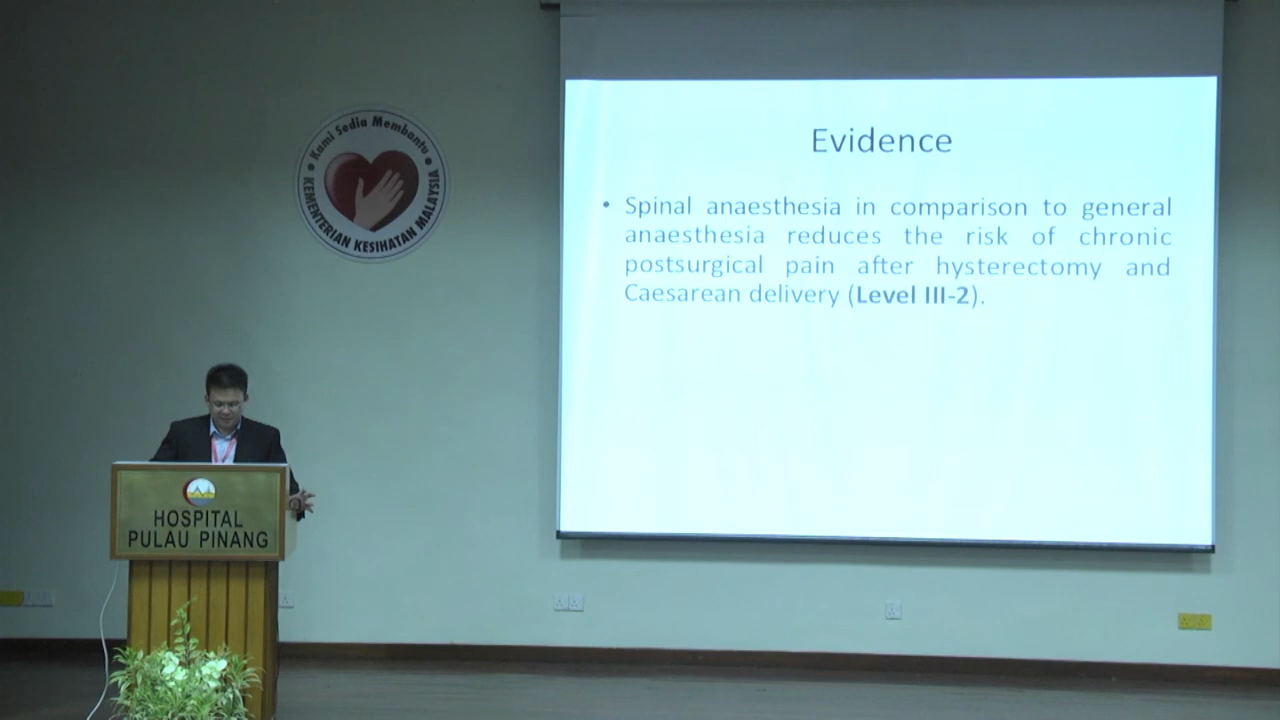 Kami Sedia Membantu
KEMENTERIAN KESIHATAN MALAYSIA
Evidence
• Spinal anaesthesia in comparison to general
anaesthesia reduces the risk of chronic
postsurgical pain after hysterectomy and
Caesarean delivery (Level III-2).
HOSPITAL
PULAU PINANG